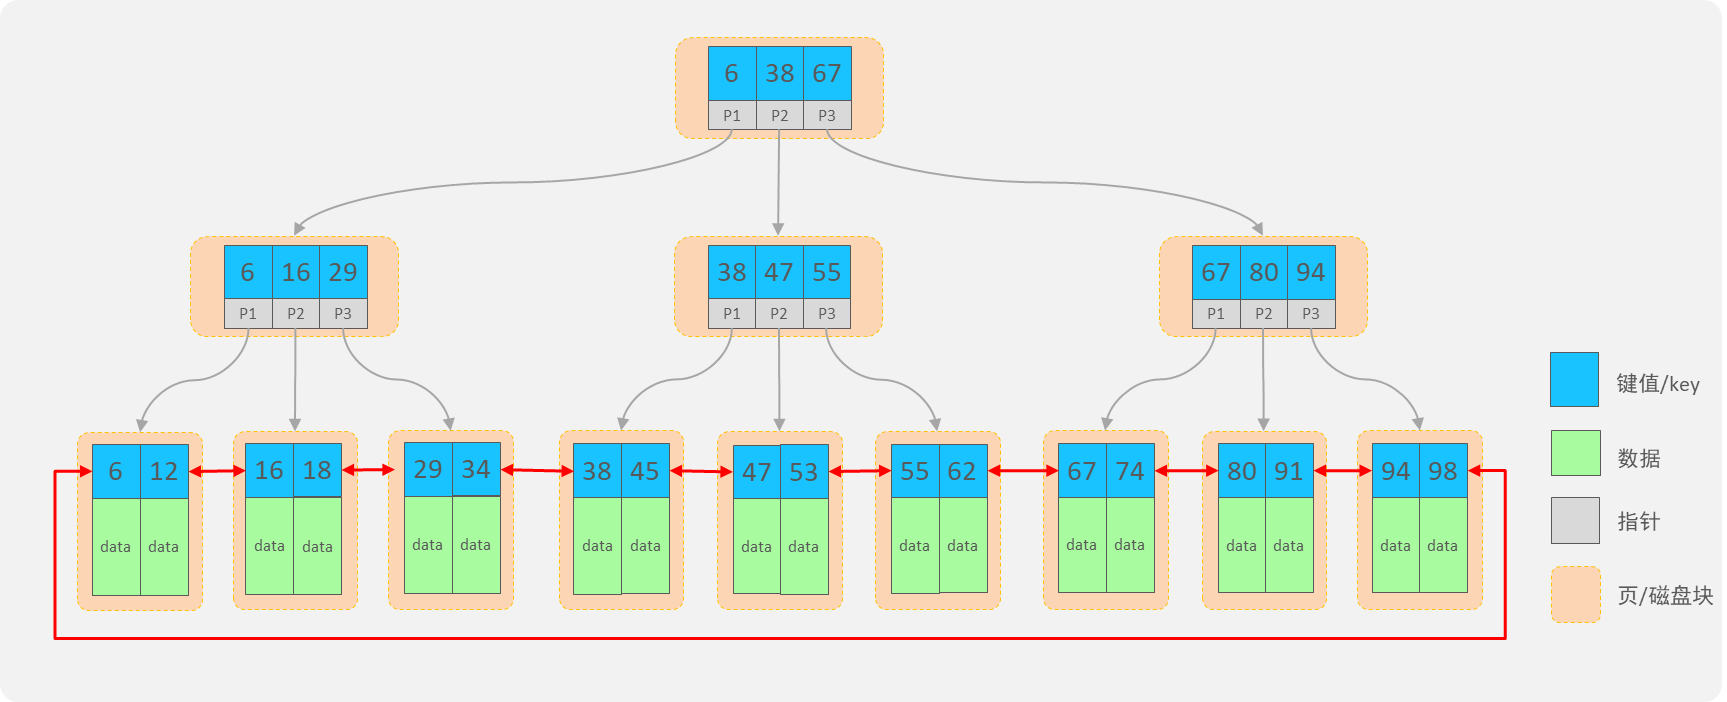 6 38 67
P1 P2 P3
6 16 29
P1 P2 P3
38 47 55
P1 P2 P3
67 80 94
P1 P2 P3
6 12
data data
16 18
data data
29 34
data data
38 45
data data
47 53
data data
55 62
data data
67 74
data data
80 91
data data
94 98
data data
键值/key
数据
指针
页/磁盘块